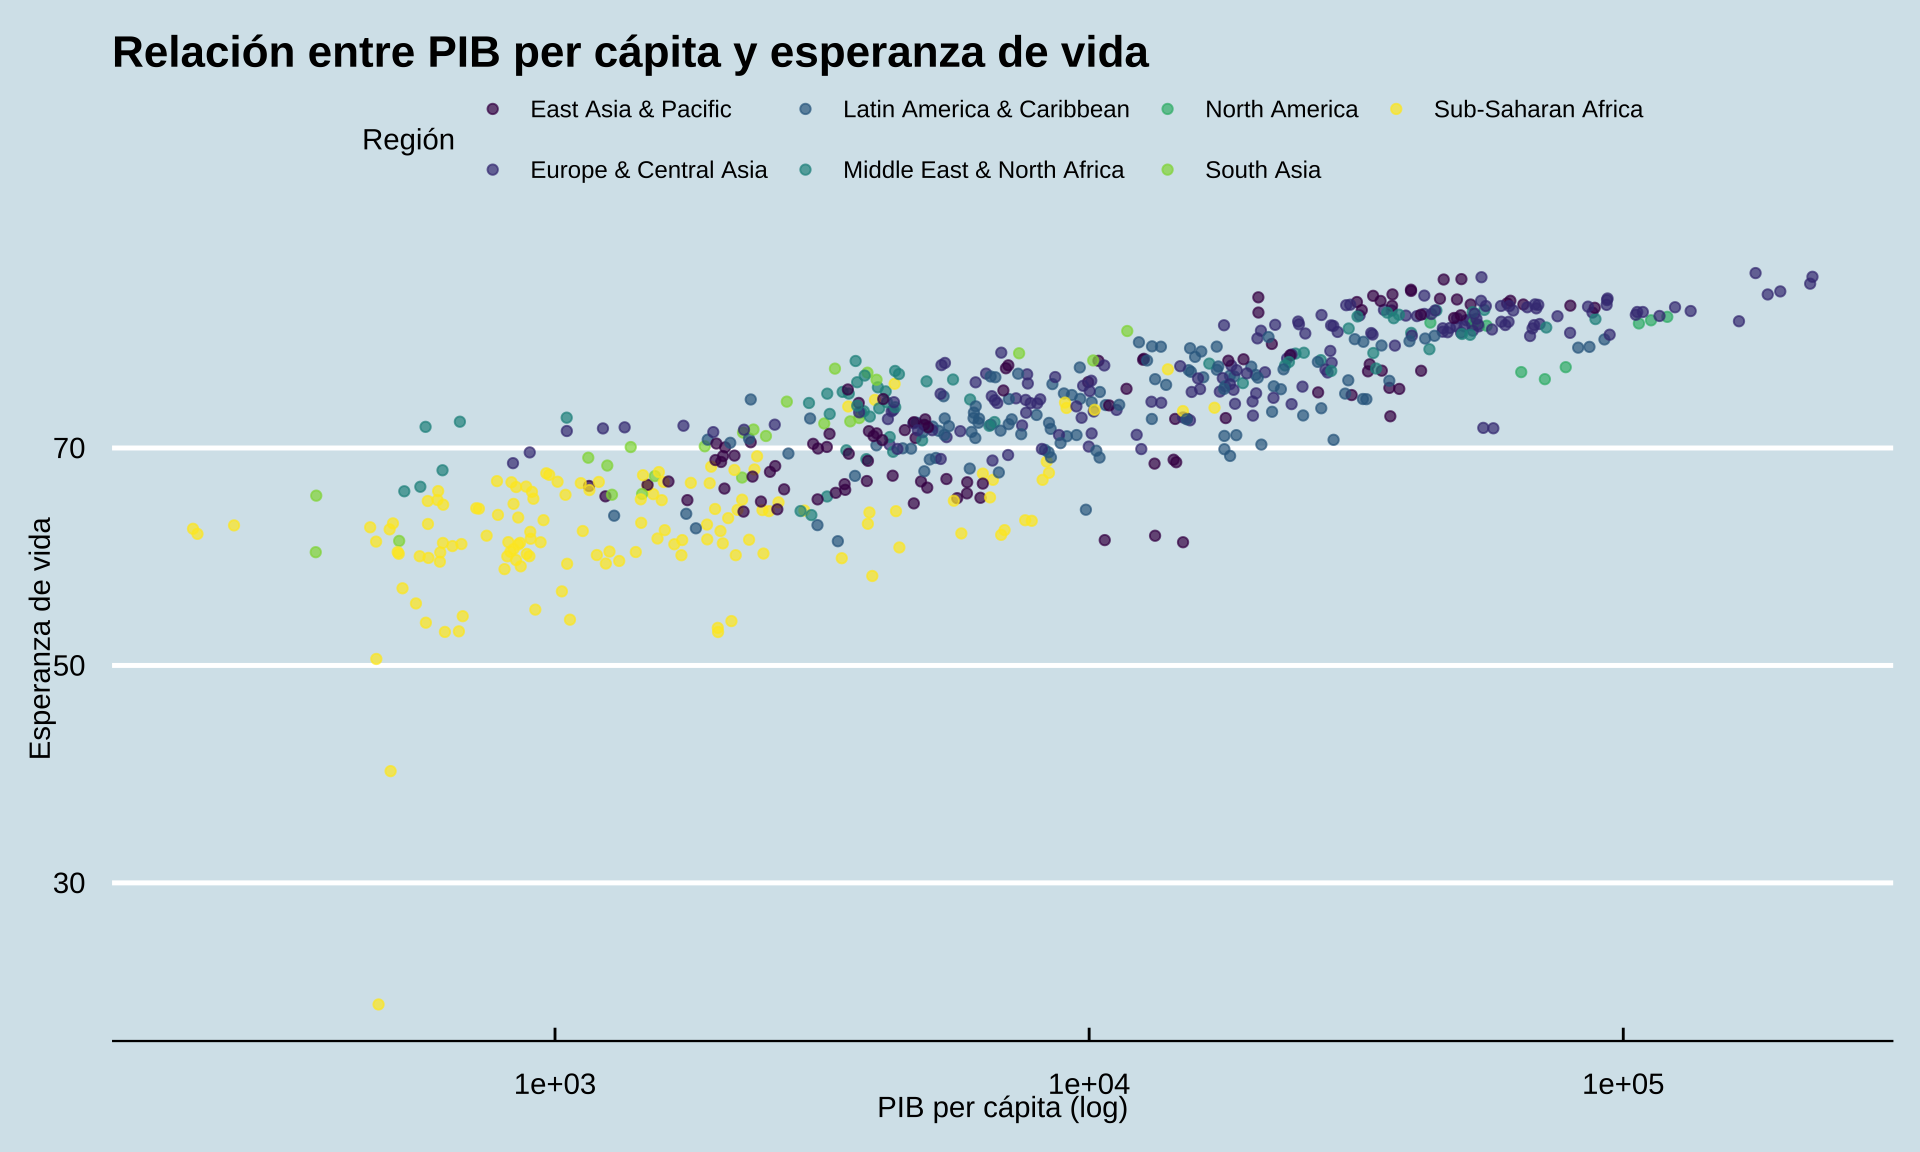 Relación entre PIB per cápita y esperanza de vida
Región
East Asia & Pacific
Latin America & Caribbean
North America
Sub-Saharan Africa
Europe & Central Asia
Middle East & North Africa
South Asia
Esperanza de vida
70
50
30
1e+03
1e+04
1e+05
PIB per cápita (log)